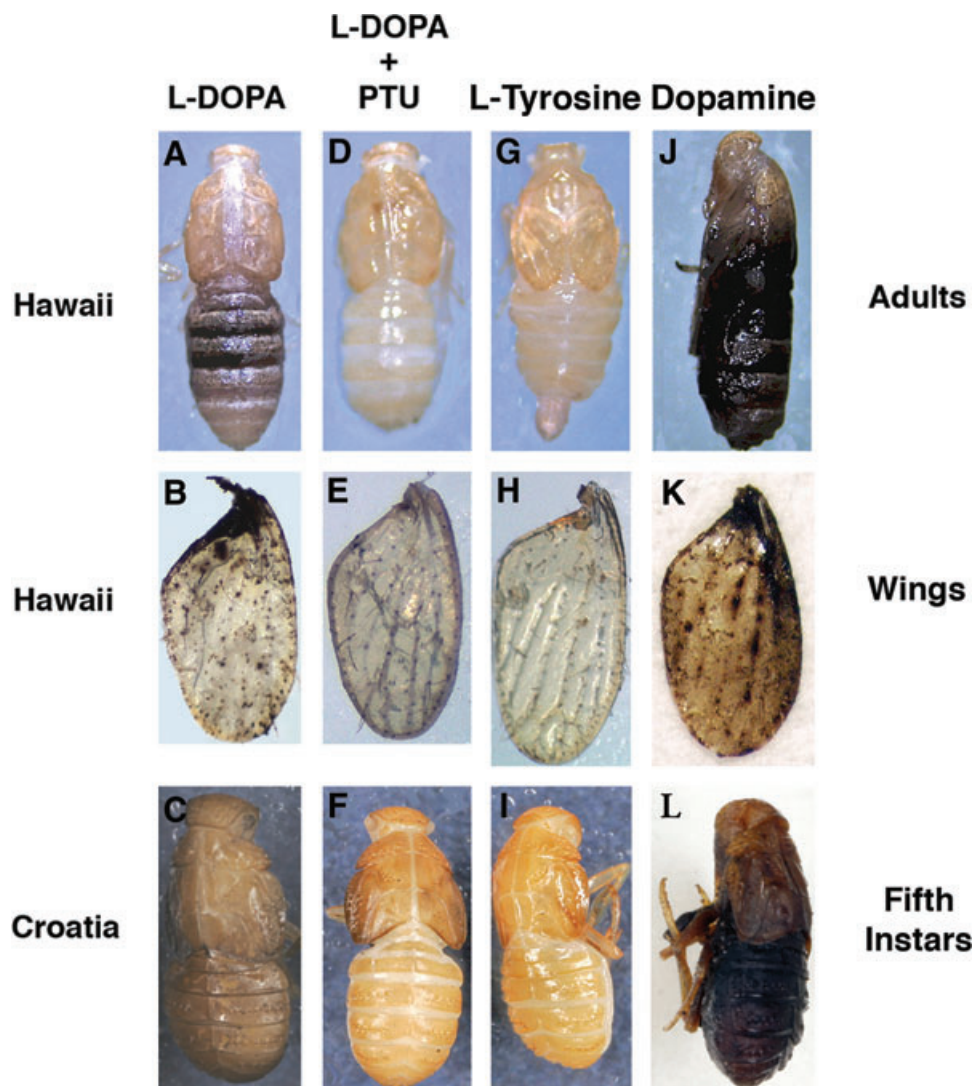 L-DOPA
L-DOPA
+
PTU
L-Tyrosine
Dopamine
A
D
G
J
Hawaii
Adults
B
E
H
K
Hawaii
Wings
C
F
I
L
Croatia
Fifth
Instars